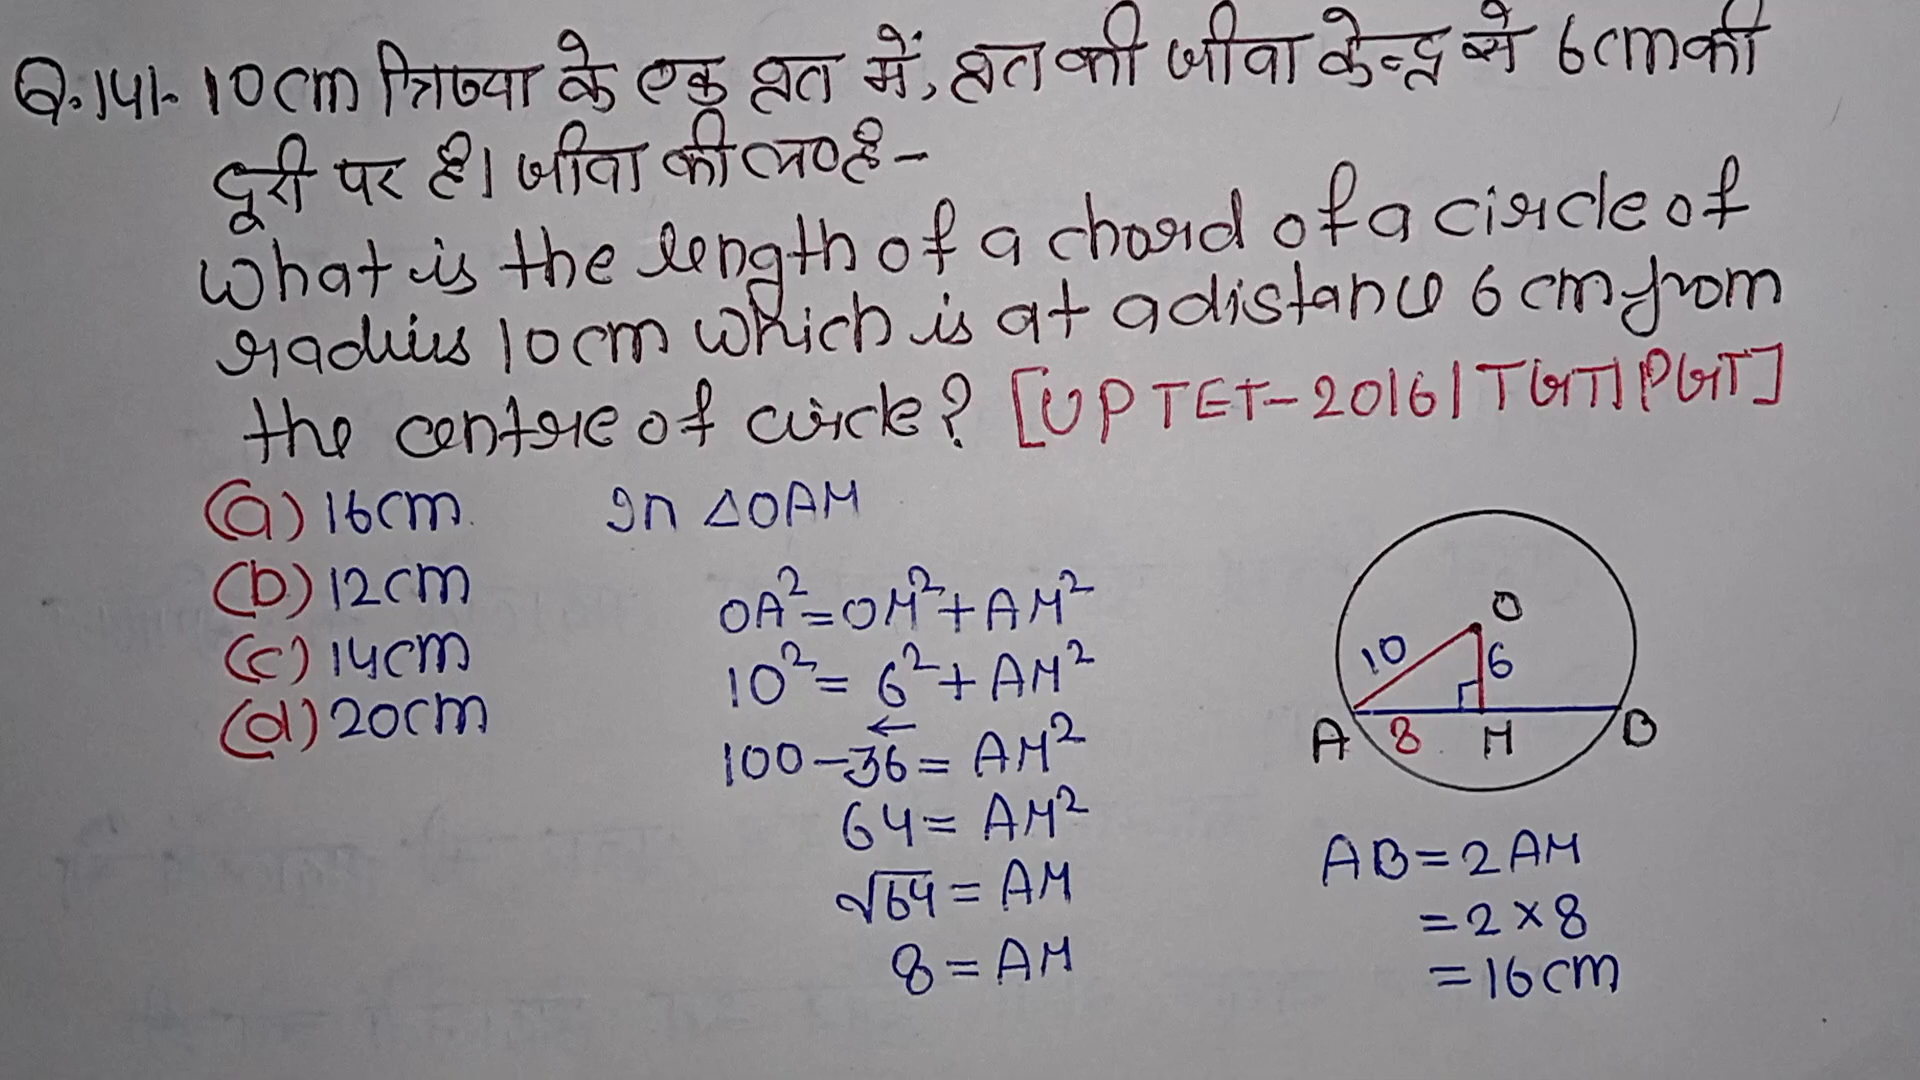 Q.141. 10cm त्रिज्या के एक वृत में, वृत की जीवा केन्द्र से 6cm की
दूरी पर है। जीवा की ल० है-
What is the length of a chord of a circle of
radius 10cm which is at a distance 6cm from
the centre of circle? [UP TET-2016/TGT/PGT]
(a) 16cm
(b) 12cm
(c) 14cm
(d) 20cm
In △OAM
OA²=OM²+AM²
10²= 6²+AM²
←
100-36= AM²
64= AM²
√64 = AM
8 = AM
O
10
6
A 8 M B
AB=2AM
=2×8
=16cm